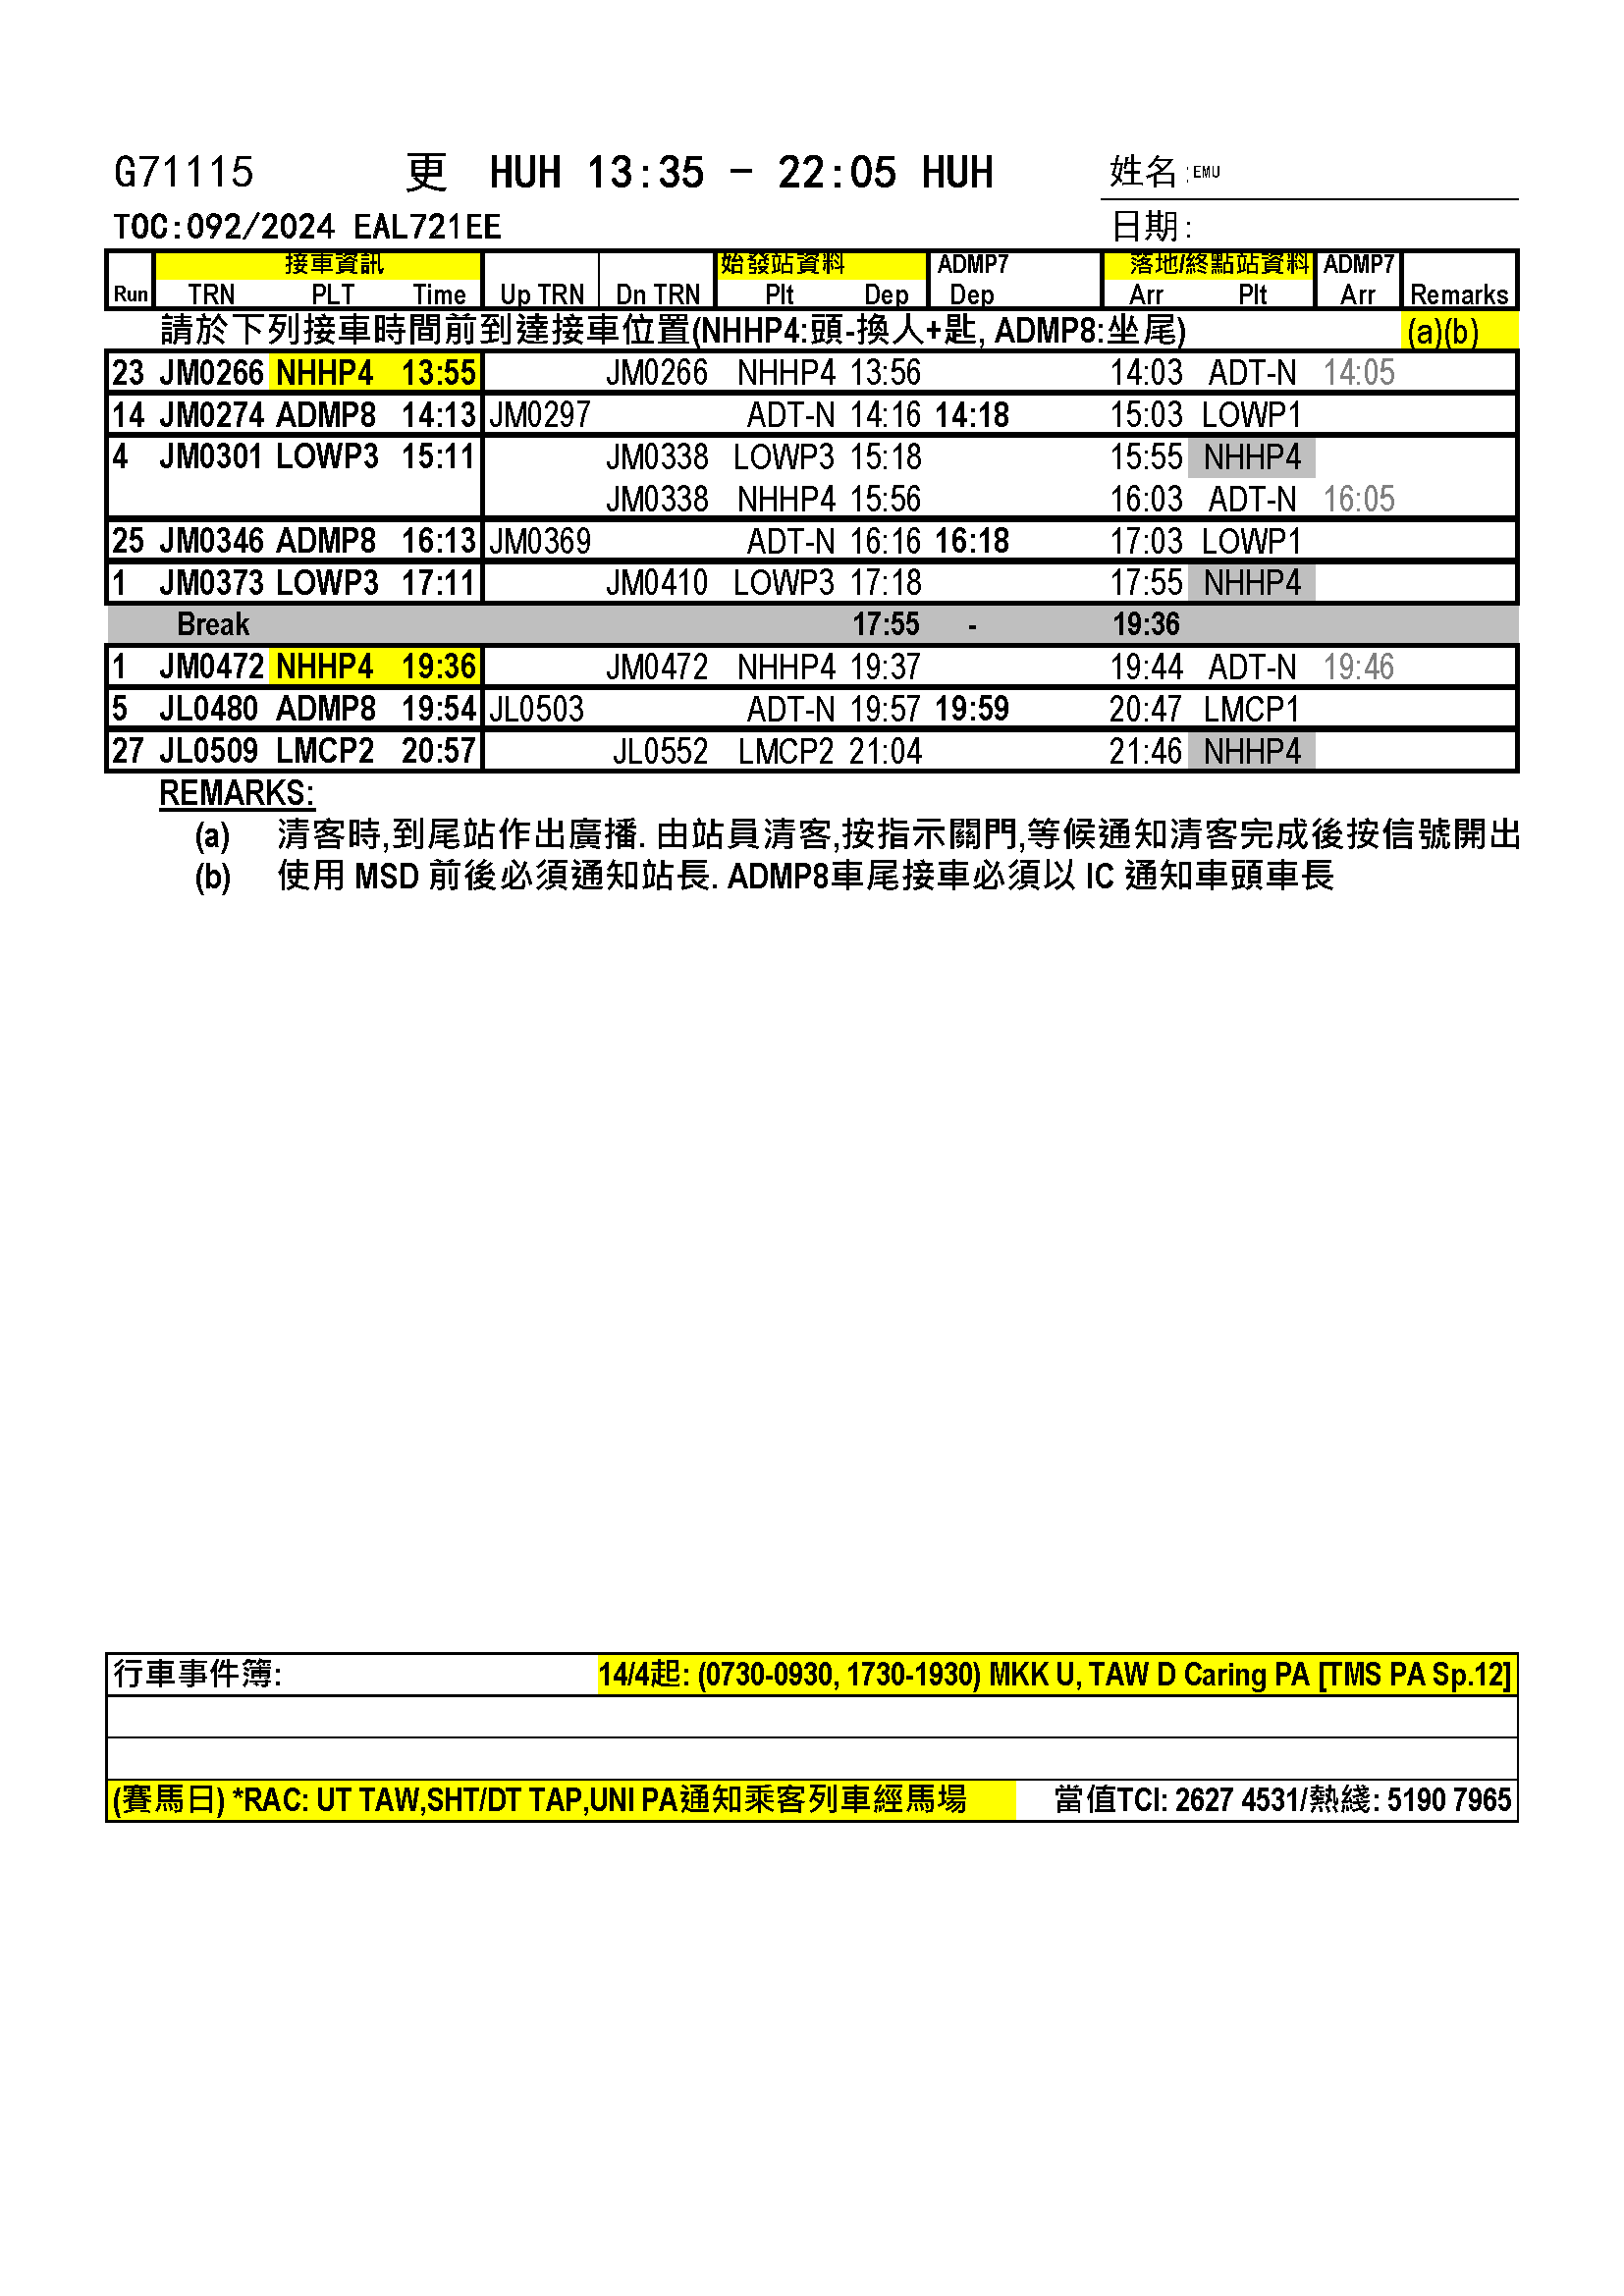 G71115 更 HUH 13:35 - 22:05 HUH 姓名:EMU
TOC:092/2024 EAL721EE 日期:
接車資訊 始發站資料 ADMP7 落地/終點站資料 ADMP7
Run TRN PLT Time Up TRN Dn TRN Plt Dep Dep Arr Plt Arr Remarks
請於下列接車時間前到達接車位置(NHHP4:頭-換人+匙, ADMP8:坐尾) (a)(b)
23 JM0266 NHHP4 13:55 JM0266 NHHP4 13:56 14:03 ADT-N 14:05
14 JM0274 ADMP8 14:13 JM0297 ADT-N 14:16 14:18 15:03 LOWP1
4 JM0301 LOWP3 15:11 JM0338 LOWP3 15:18 15:55 NHHP4
JM0338 NHHP4 15:56 16:03 ADT-N 16:05
25 JM0346 ADMP8 16:13 JM0369 ADT-N 16:16 16:18 17:03 LOWP1
1 JM0373 LOWP3 17:11 JM0410 LOWP3 17:18 17:55 NHHP4
Break 17:55 - 19:36
1 JM0472 NHHP4 19:36 JM0472 NHHP4 19:37 19:44 ADT-N 19:46
5 JL0480 ADMP8 19:54 JL0503 ADT-N 19:57 19:59 20:47 LMCP1
27 JL0509 LMCP2 20:57 JL0552 LMCP2 21:04 21:46 NHHP4
REMARKS:
(a) 清客時,到尾站作出廣播. 由站員清客,按指示關門,等候通知清客完成後按信號開出
(b) 使用 MSD 前後必須通知站長. ADMP8車尾接車必須以 IC 通知車頭車長
行車事件簿: 14/4起: (0730-0930, 1730-1930) MKK U, TAW D Caring PA [TMS PA Sp.12]
(賽馬日) *RAC: UT TAW,SHT/DT TAP,UNI PA通知乘客列車經馬場 當值TCI: 2627 4531/熱綫: 5190 7965